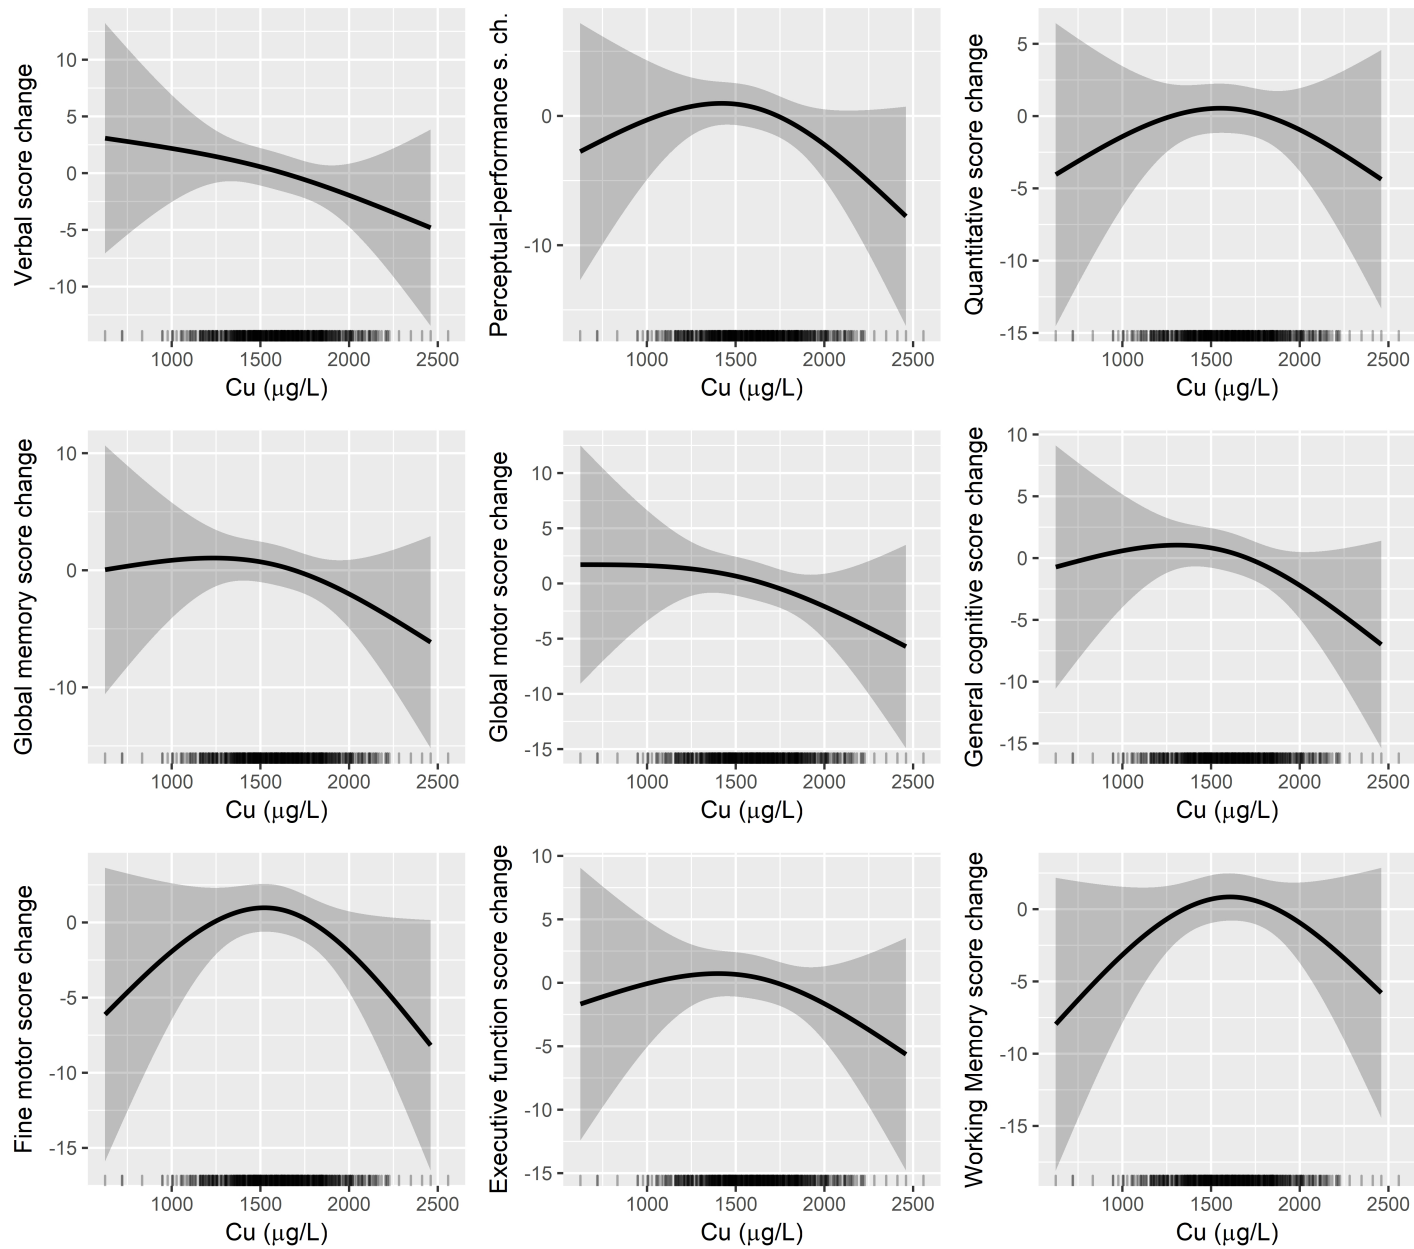 Verbal score change
10
5
0
-5
-10
1000 1500 2000 2500
Cu (μg/L)
Perceptual-performance s. ch.
0
-10
1000 1500 2000 2500
Cu (μg/L)
Quantitative score change
5
0
-5
-10
-15
1000 1500 2000 2500
Cu (μg/L)
Global memory score change
10
0
-10
1000 1500 2000 2500
Cu (μg/L)
Global motor score change
10
5
0
-5
-10
-15
1000 1500 2000 2500
Cu (μg/L)
General cognitive score change
10
5
0
-5
-10
-15
1000 1500 2000 2500
Cu (μg/L)
Fine motor score change
0
-5
-10
-15
1000 1500 2000 2500
Cu (μg/L)
Executive function score change
10
5
0
-5
-10
-15
1000 1500 2000 2500
Cu (μg/L)
Working Memory score change
0
-5
-10
-15
1000 1500 2000 2500
Cu (μg/L)